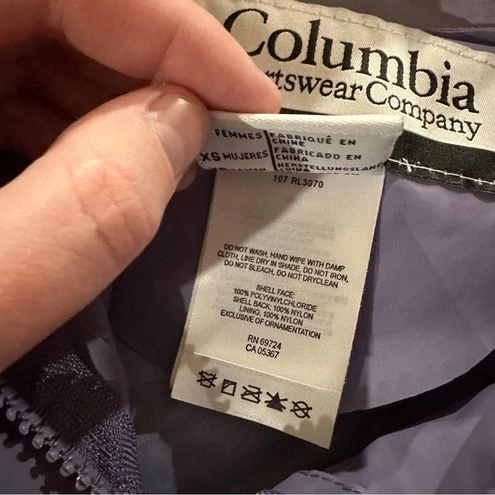 Columbia
rtswear Company
FEMMES FABRIQUÉ EN
CHINE
XS MUJERES FABRICADO EN
CHINA
107 RL3070
DO NOT WASH, HAND WIPE WITH DAMP
CLOTH, LINE DRY IN SHADE, DO NOT IRON,
DO NOT BLEACH, DO NOT DRYCLEAN
SHELL FACE:
100% POLYVINYLCHLORIDE
SHELL BACK: 100% NYLON
LINING: 100% NYLON
EXCLUSIVE OF ORNAMENTATION
RN 69724
CA 05367